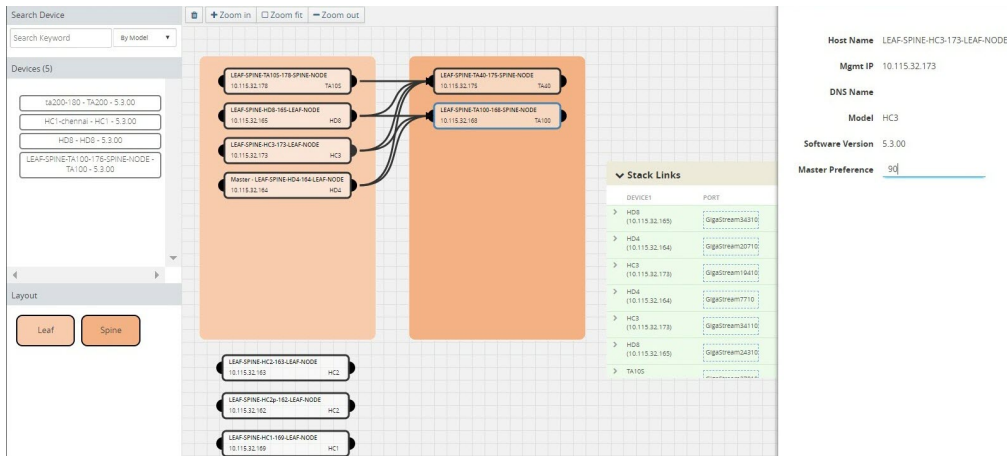 Search Device
Search Keyword
By Model
Devices (5)
ta200-180 - TA200 - 5.3.00
HC1-chennai - HC1 - 5.3.00
HD8 - HD8 - 5.3.00
LEAF-SPINE-TA100-176-SPINE-NODE -
TA100 - 5.3.00
Layout
Leaf
Spine
Zoom in
Zoom fit
Zoom out
LEAF-SPINE-TA10S-178-SPINE-NODE
10.115.32.178 TA10S
LEAF-SPINE-HD8-165-LEAF-NODE
10.115.32.165 HD8
LEAF-SPINE-HC3-173-LEAF-NODE
10.115.32.173 HC3
Master - LEAF-SPINE-HD4-164-LEAF-NODE
10.115.32.164 HD4
LEAF-SPINE-TA40-175-SPINE-NODE
10.115.32.175 TA40
LEAF-SPINE-TA100-168-SPINE-NODE
10.115.32.168 TA100
LEAF-SPINE-HC2-163-LEAF-NODE
10.115.32.163 HC2
LEAF-SPINE-HC2p-162-LEAF-NODE
10.115.32.162 HC2
LEAF-SPINE-HC1-169-LEAF-NODE
10.115.32.169 HC1
Stack Links
DEVICE1 PORT
HD8
(10.115.32.165) GigaStream34310
HD4
(10.115.32.164) GigaStream20710
HC3
(10.115.32.173) GigaStream19410
HD4
(10.115.32.164) GigaStream7710
HC3
(10.115.32.173) GigaStream34110
HD8
(10.115.32.165) GigaStream24310
TA10S
Host Name LEAF-SPINE-HC3-173-LEAF-NODE
Mgmt IP 10.115.32.173
DNS Name
Model HC3
Software Version 5.3.00
Master Preference 90